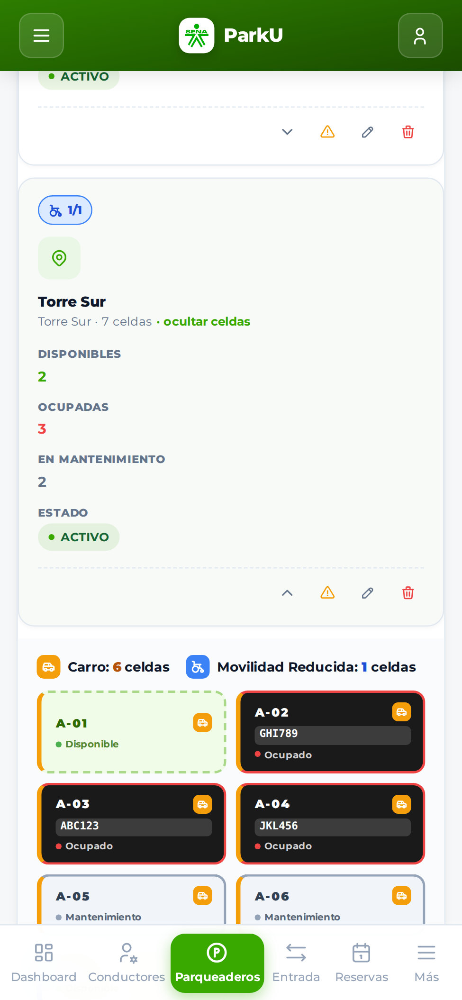 SENA
ParkU
ACTIVO
1/1
Torre Sur
Torre Sur · 7 celdas • ocultar celdas
DISPONIBLES
2
OCUPADAS
3
EN MANTENIMIENTO
2
ESTADO
ACTIVO
Carro: 6 celdas
Movilidad Reducida: 1 celdas
A-01
Disponible
A-02
GHI789
Ocupado
A-03
ABC123
Ocupado
A-04
JKL456
Ocupado
A-05
Mantenimiento
A-06
Mantenimiento
Dashboard
Conductores
Parqueaderos
Entrada
Reservas
Más
Disponible